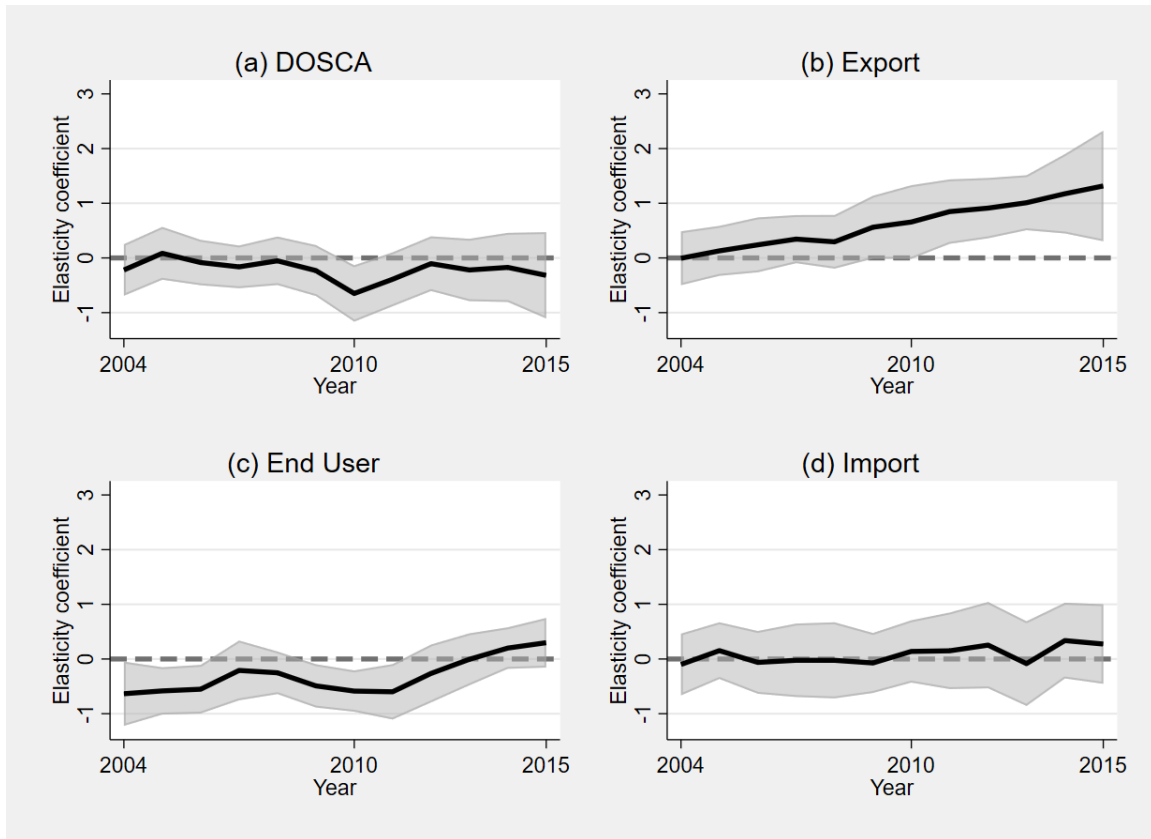 (a) DOSCA
Elasticity coefficient
3
2
1
0
-1
2004
2010
2015
Year
(b) Export
Elasticity coefficient
3
2
1
0
-1
2004
2010
2015
Year
(c) End User
Elasticity coefficient
3
2
1
0
-1
2004
2010
2015
Year
(d) Import
Elasticity coefficient
3
2
1
0
-1
2004
2010
2015
Year